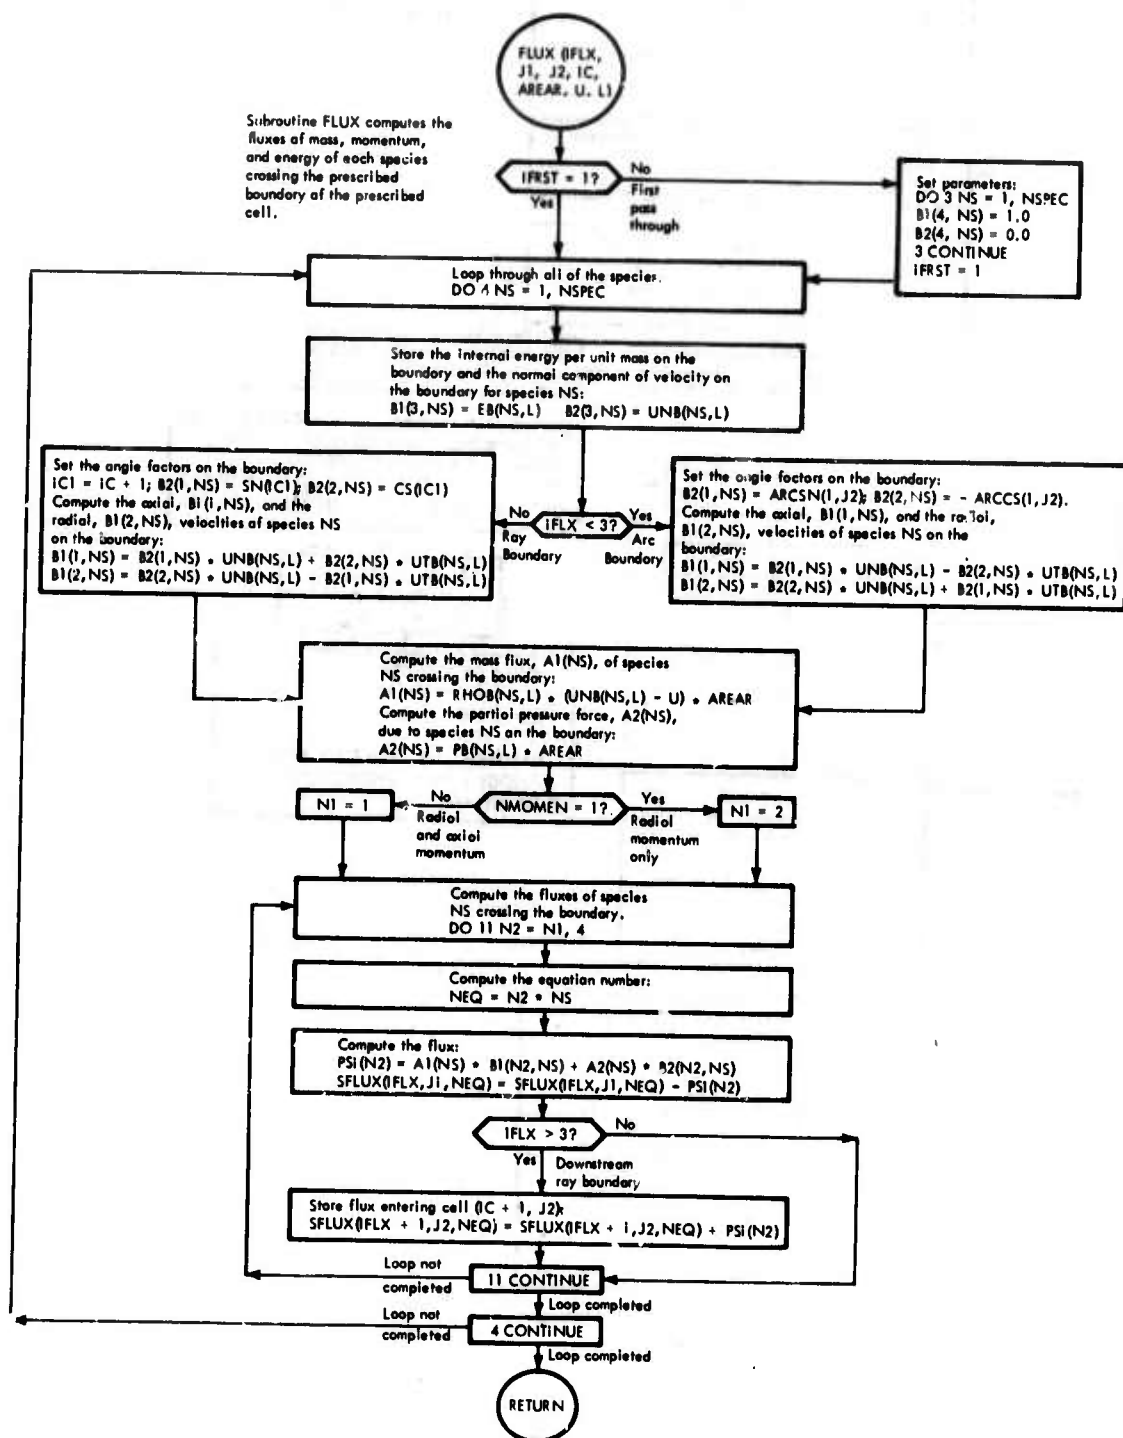 FLUX (IFLX,
J1, J2, IC,
AREAR, U, L)
Subroutine FLUX computes the
fluxes of mass, momentum,
and energy of each species
crossing the prescribed
boundary of the prescribed
cell.
IFRST = 1?
No
First
pass
through
Yes
Set parameters:
DO 3 NS = 1, NSPEC
B1(4, NS) = 1.0
B2(4, NS) = 0.0
3 CONTINUE
IFRST = 1
Loop through all of the species.
DO 4 NS = 1, NSPEC
Store the internal energy per unit mass on the
boundary and the normal component of velocity on
the boundary for species NS:
B1(3, NS) = EB(NS,L) B2(3, NS) = UNB(NS,L)
Set the angle factors on the boundary:
IC1 = IC + 1; B2(1,NS) = SN(IC1); B2(2,NS) = CS(IC1)
Compute the axial, B1(1,NS), and the
radial, B1(2,NS), velocities of species NS
on the boundary:
B1(1,NS) = B2(1,NS) * UNB(NS,L) + B2(2,NS) * UTB(NS,L)
B1(2,NS) = B2(2,NS) * UNB(NS,L) - B2(1,NS) * UTB(NS,L)
No
Ray
Boundary
IFLX < 3?
Yes
Arc
Boundary
Set the angle factors on the boundary:
B2(1,NS) = ARCSN(1,J2); B2(2,NS) = - ARCCS(1,J2).
Compute the axial, B1(1,NS), and the radial,
B1(2,NS), velocities of species NS on the
boundary:
B1(1,NS) = B2(1,NS) * UNB(NS,L) - B2(2,NS) * UTB(NS,L)
B1(2,NS) = B2(2,NS) * UNB(NS,L) + B2(1,NS) * UTB(NS,L)
Compute the mass flux, A1(NS), of species
NS crossing the boundary:
A1(NS) = RHOB(NS,L) * (UNB(NS,L) - U) * AREAR
Compute the partial pressure force, A2(NS),
due to species NS on the boundary:
A2(NS) = PB(NS,L) * AREAR
N1 = 1
No
Radial
and axial
momentum
NMOMEN = 1?
Yes
Radial
momentum
only
N1 = 2
Compute the fluxes of species
NS crossing the boundary.
DO 11 N2 = N1, 4
Compute the equation number:
NEQ = N2 * NS
Compute the flux:
PSI(N2) = A1(NS) * B1(N2,NS) + A2(NS) * B2(N2,NS)
SFLUX(IFLX,J1,NEQ) = SFLUX(IFLX,J1,NEQ) - PSI(N2)
IFLX > 3?
No
Yes
Downstream
ray boundary
Store flux entering cell (IC + 1, J2):
SFLUX(IFLX + 1,J2,NEQ) = SFLUX(IFLX + 1,J2,NEQ) + PSI(N2)
Loop not
completed
11 CONTINUE
Loop completed
Loop not
completed
4 CONTINUE
Loop completed
RETURN